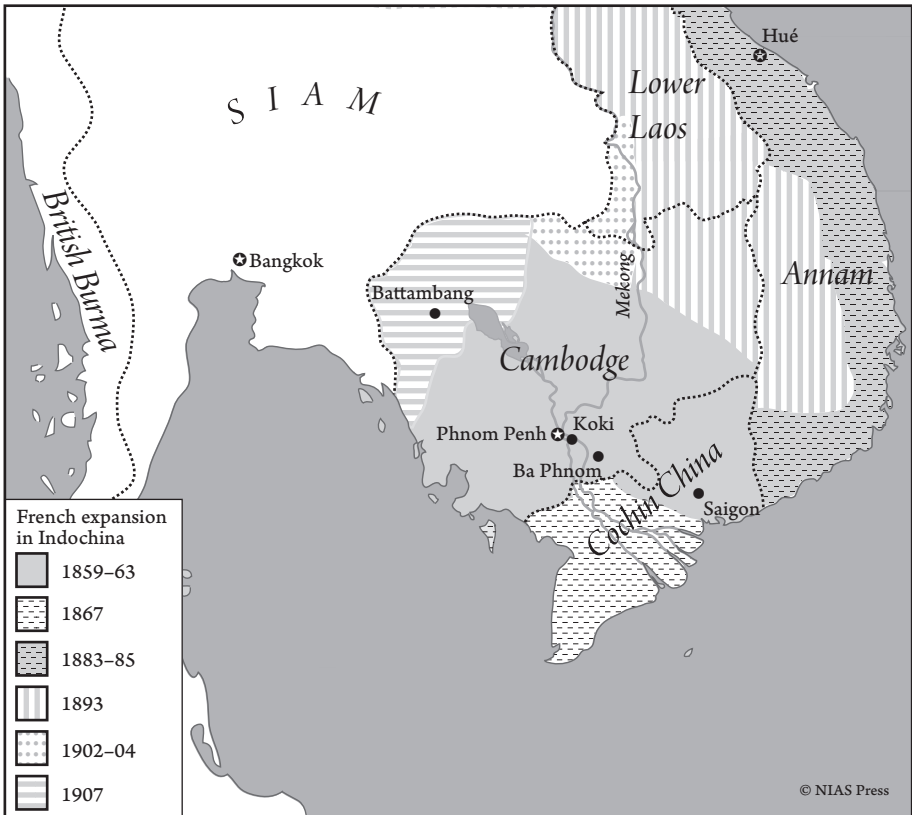 Hué
Lower
Laos
SIAM
British Burma
Bangkok
Mekong
Annam
Battambang
Cambodge
Phnom Penh
Koki
Ba Phnom
Cochin China
Saigon
French expansion
in Indochina
1859–63
1867
1883–85
1893
1902–04
1907
© NIAS Press